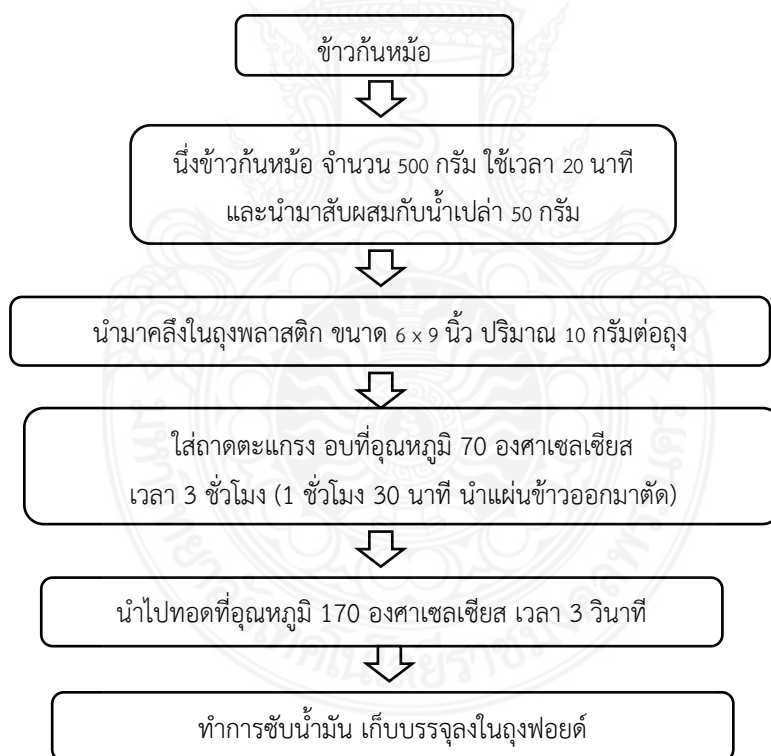 ข้าวก้นหม้อ
นึ่งข้าวก้นหม้อ จำนวน 500 กรัม ใช้เวลา 20 นาที
และนำมาสับผสมกับน้ำเปล่า 50 กรัม
นำมาคลึงในถุงพลาสติก ขนาด 6 x 9 นิ้ว ปริมาณ 10 กรัมต่อถุง
ใส่ถาดตะแกรง อบที่อุณหภูมิ 70 องศาเซลเซียส
เวลา 3 ชั่วโมง (1 ชั่วโมง 30 นาที นำแผ่นข้าวออกมาตัด)
นำไปทอดที่อุณหภูมิ 170 องศาเซลเซียส เวลา 3 วินาที
ทำการซับน้ำมัน เก็บบรรจุลงในถุงฟอยด์